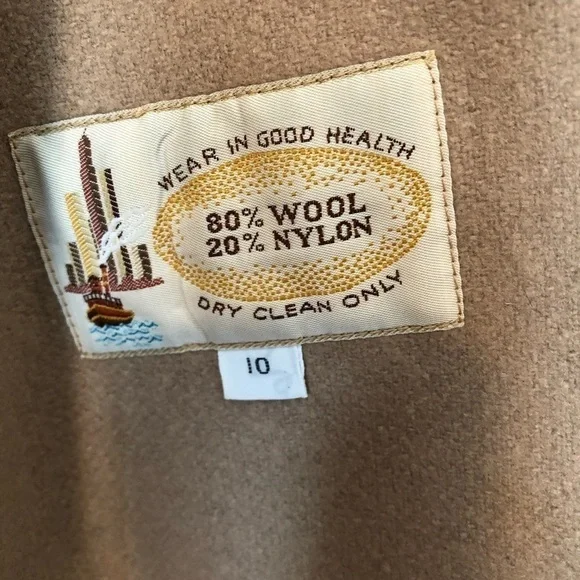 WEAR IN GOOD HEALTH
80% WOOL
20% NYLON
DRY CLEAN ONLY
10